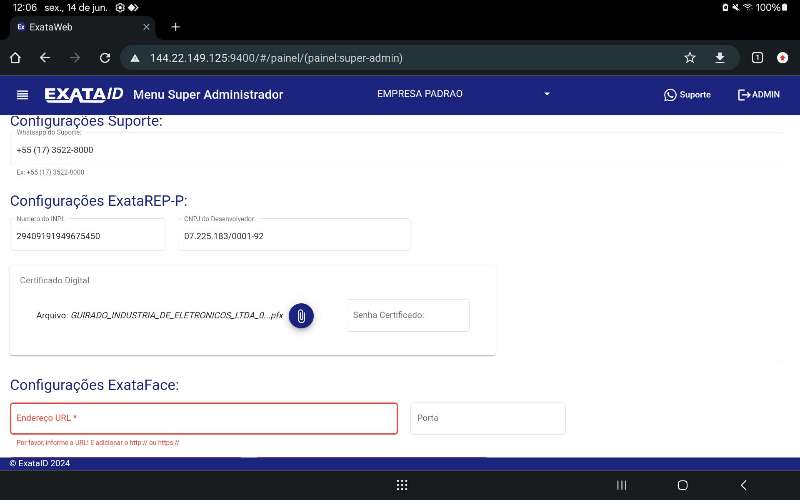 12:06 sex., 14 de jun. 100%
Ex ExataWeb
144.22.149.125:9400/#/painel/(painel:super-admin) 1
EXATAID Menu Super Administrador EMPRESA PADRAO Suporte ADMIN
Configurações Suporte:
Whatsapp do Suporte:
+55 (17) 3522-8000
Ex: +55 (17) 3522-8000
Configurações ExataREP-P:
Numero do INPI: CNPJ do Desenvolvedor:
29409191949675450 07.225.183/0001-92
Certificado Digital
Arquivo: GUIRADO_INDUSTRIA_DE_ELETRONICOS_LTDA_0...pfx Senha Certificado:
Configurações ExataFace:
Endereço URL * Porta
Por favor, informe a URL! E adicionar o http:// ou https://
© ExataID 2024